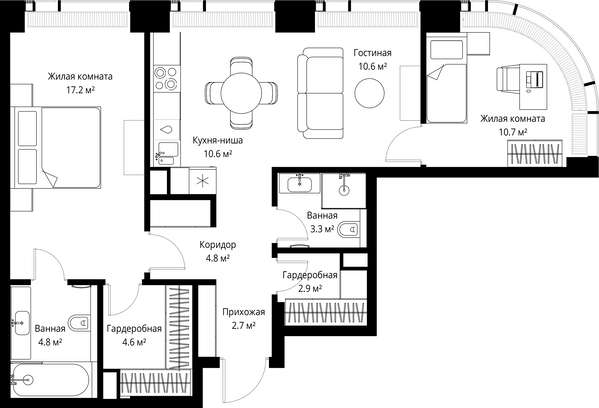 Жилая комната
17.2 м²
Гостиная
10.6 м²
Кухня-ниша
10.6 м²
Жилая комната
10.7 м²
Ванная
3.3 м²
Коридор
4.8 м²
Гардеробная
2.9 м²
Прихожая
2.7 м²
Ванная
4.8 м²
Гардеробная
4.6 м²